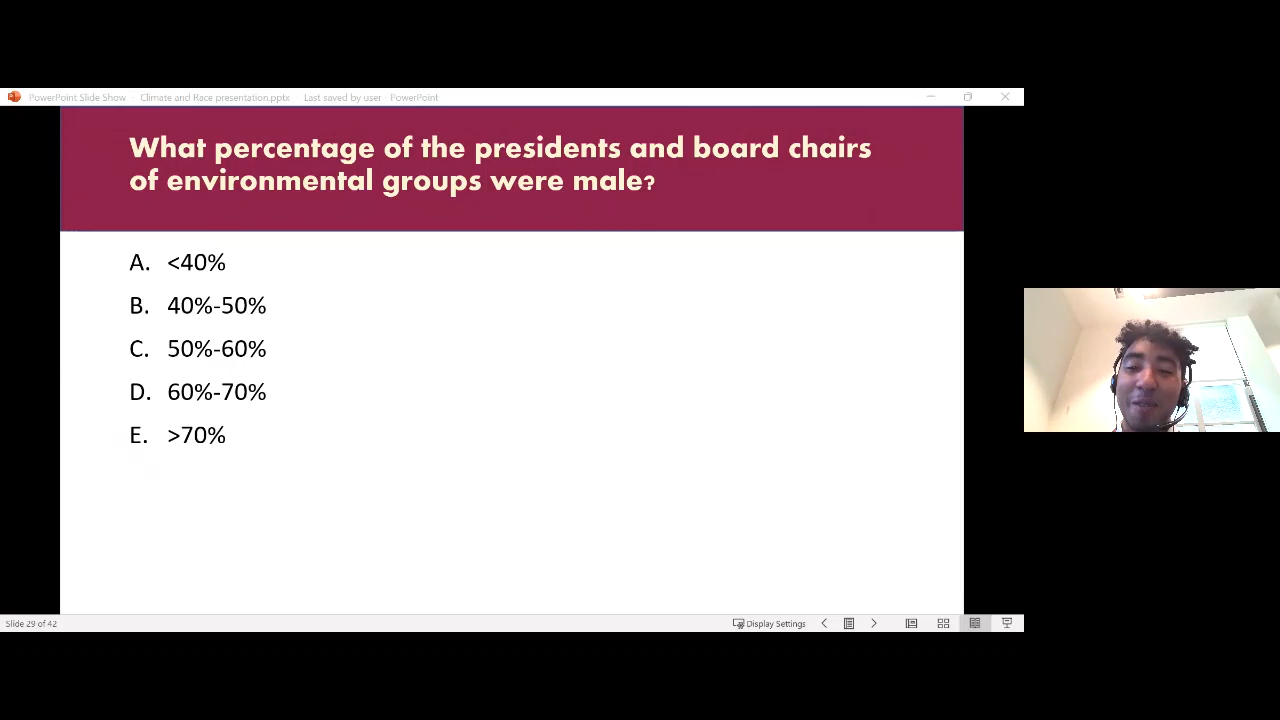 PowerPoint Slide Show - Climate and Race presentation.pptx - Last saved by user - PowerPoint
What percentage of the presidents and board chairs
of environmental groups were male?
A. <40%
B. 40%-50%
C. 50%-60%
D. 60%-70%
E. >70%
Slide 29 of 42
Display Settings